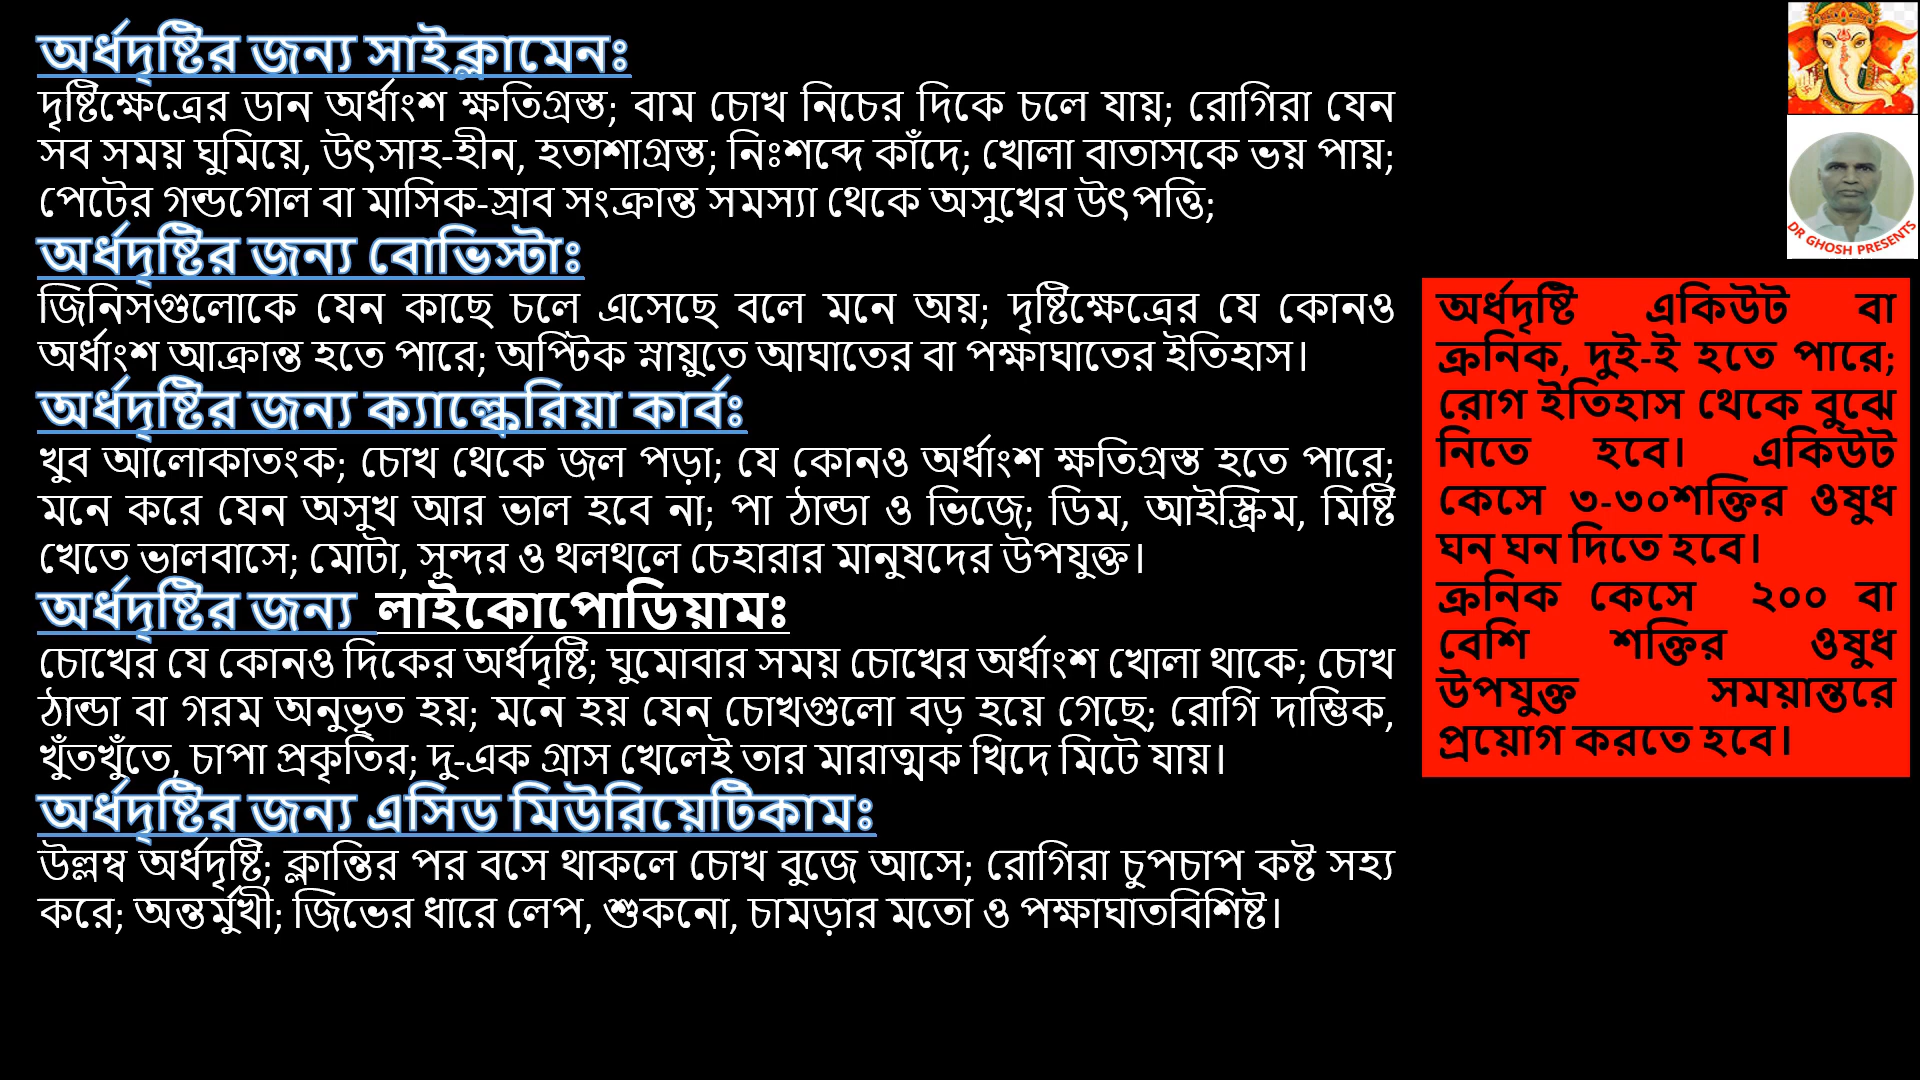 অর্ধদৃষ্টির জন্য সাইক্লামেনঃ
দৃষ্টিক্ষেত্রের ডান অর্ধাংশ ক্ষতিগ্রস্ত; বাম চোখ নিচের দিকে চলে যায়; রোগিরা যেন
সব সময় ঘুমিয়ে, উৎসাহ-হীন, হতাশাগ্রস্ত; নিঃশব্দে কাঁদে; খোলা বাতাসকে ভয় পায়;
পেটের গন্ডগোল বা মাসিক-স্রাব সংক্রান্ত সমস্যা থেকে অসুখের উৎপত্তি;
অর্ধদৃষ্টির জন্য বোভিস্টাঃ
জিনিসগুলোকে যেন কাছে চলে এসেছে বলে মনে অয়; দৃষ্টিক্ষেত্রের যে কোনও
অর্ধাংশ আক্রান্ত হতে পারে; অপ্টিক স্নায়ুতে আঘাতের বা পক্ষাঘাতের ইতিহাস।
অর্ধদৃষ্টির জন্য ক্যাল্কেরিয়া কার্বঃ
খুব আলোকাতংক; চোখ থেকে জল পড়া; যে কোনও অর্ধাংশ ক্ষতিগ্রস্ত হতে পারে;
মনে করে যেন অসুখ আর ভাল হবে না; পা ঠান্ডা ও ভিজে; ডিম, আইস্ক্রিম, মিষ্টি
খেতে ভালবাসে; মোটা, সুন্দর ও থলথলে চেহারার মানুষদের উপযুক্ত।
অর্ধদৃষ্টির জন্য লাইকোপোডিয়ামঃ
চোখের যে কোনও দিকের অর্ধদৃষ্টি; ঘুমোবার সময় চোখের অর্ধাংশ খোলা থাকে; চোখ
ঠান্ডা বা গরম অনুভূত হয়; মনে হয় যেন চোখগুলো বড় হয়ে গেছে; রোগি দাম্ভিক,
খুঁতখুঁতে, চাপা প্রকৃতির; দু-এক গ্রাস খেলেই তার মারাত্মক খিদে মিটে যায়।
অর্ধদৃষ্টির জন্য এসিড মিউরিয়েটিকামঃ
উল্লম্ব অর্ধদৃষ্টি; ক্লান্তির পর বসে থাকলে চোখ বুজে আসে; রোগিরা চুপচাপ কষ্ট সহ্য
করে; অন্তর্মুখী; জিভের ধারে লেপ, শুকনো, চামড়ার মতো ও পক্ষাঘাতবিশিষ্ট।
DR GHOSH PRESENTS
অর্ধদৃষ্টি একিউট বা
ক্রনিক, দুই-ই হতে পারে;
রোগ ইতিহাস থেকে বুঝে
নিতে হবে। একিউট
কেসে ৩-৩০শক্তির ওষুধ
ঘন ঘন দিতে হবে।
ক্রনিক কেসে ২০০ বা
বেশি শক্তির ওষুধ
উপযুক্ত সময়ান্তরে
প্রয়োগ করতে হবে।